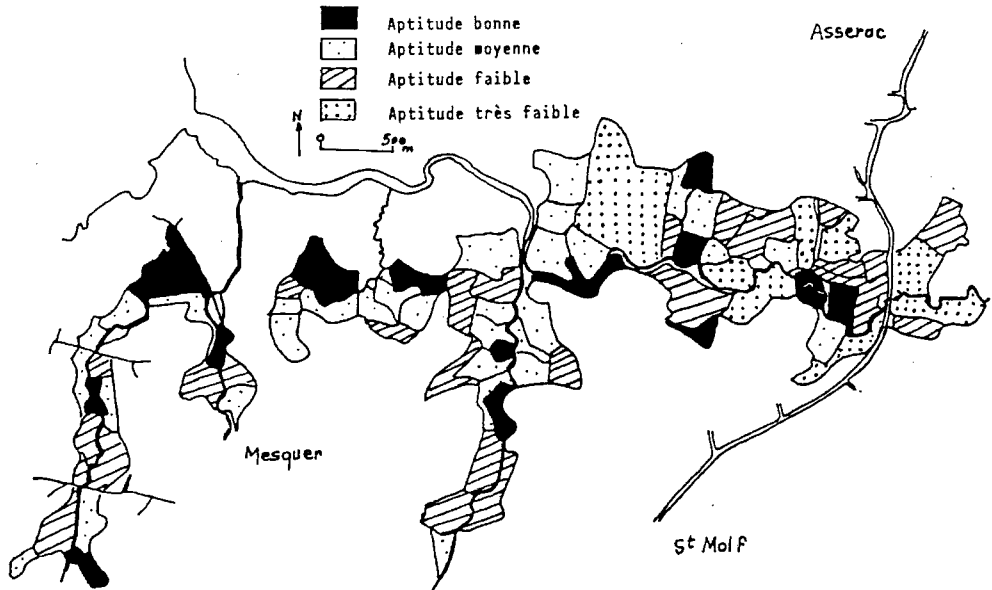 Aptitude bonne
Aptitude moyenne
Aptitude faible
Aptitude très faible
N
500 m
Asserac
Mesquer
St Molf